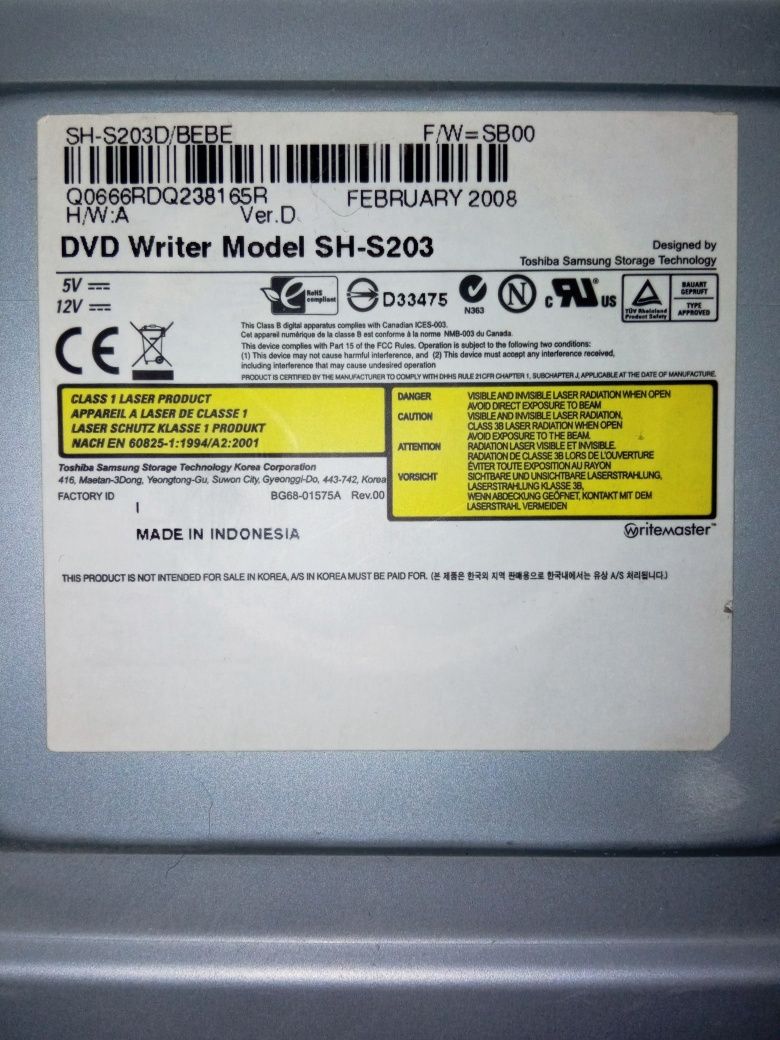 SH-S203D/BEBE F/W=SB00
Q0666RDQ238165R FEBRUARY 2008
H/W:A Ver.D
DVD Writer Model SH-S203
Designed by
Toshiba Samsung Storage Technology
5V
12V
RoHS
compliant
D33475
N363
N
c RU® US
TÜV Rheinland
Product Safety
BAUART
GEPRUFT
TYPE
APPROVED
CE
This Class B digital apparatus complies with Canadian ICES-003.
Cet appareil numérique de la classe B est conforme à la norme NMB-003 du Canada.
This device complies with Part 15 of the FCC Rules. Operation is subject to the following two conditions:
(1) This device may not cause harmful interference, and (2) This device must accept any interference received,
including interference that may cause undesired operation
PRODUCT IS CERTIFIED BY THE MANUFACTURER TO COMPLY WITH DHHS RULE 21CFR CHAPTER 1, SUBCHAPTER J, APPLICABLE AT THE DATE OF MANUFACTURE.
CLASS 1 LASER PRODUCT
APPAREIL A LASER DE CLASSE 1
LASER SCHUTZ KLASSE 1 PRODUKT
NACH EN 60825-1:1994/A2:2001
DANGER VISIBLE AND INVISIBLE LASER RADIATION WHEN OPEN
AVOID DIRECT EXPOSURE TO BEAM
CAUTION VISIBLE AND INVISIBLE LASER RADIATION,
CLASS 3B LASER RADIATION WHEN OPEN
AVOID EXPOSURE TO THE BEAM.
ATTENTION RADIATION LASER VISIBLE ET INVISIBLE.
RADIATION DE CLASSE 3B LORS DE L'OUVERTURE
ÉVITER TOUTE EXPOSITION AU RAYON
VORSICHT SICHTBARE UND UNSICHTBARE LASERSTRAHLUNG,
LASERSTRAHLUNG KLASSE 3B,
WENN ABDECKUNG GEÖFNET, KONTAKT MIT DEM
LASERSTRAHL VERMEIDEN
Toshiba Samsung Storage Technology Korea Corporation
416, Maetan-3Dong, Yeongtong-Gu, Suwon City, Gyeonggi-Do, 443-742, Korea
FACTORY ID BG68-01575A Rev.00
I
MADE IN INDONESIA
Writemaster™
THIS PRODUCT IS NOT INTENDED FOR SALE IN KOREA, A/S IN KOREA MUST BE PAID FOR. (본 제품은 한국외 지역 판매용으로 한국내에서는 유상 A/S 처리됩니다.)